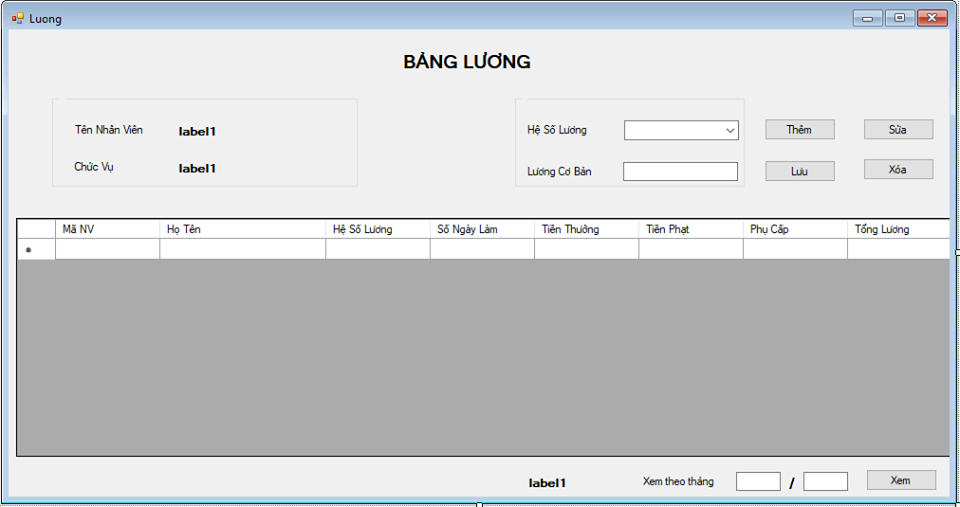 Luong
BẢNG LƯƠNG
Tên Nhân Viên label1
Chức Vụ label1
Hệ Số Lương
Lương Cơ Bản
Thêm Sửa
Lưu Xóa
Mã NV Họ Tên Hệ Số Lương Số Ngày Làm Tiền Thưởng Tiền Phạt Phụ Cấp Tổng Lương
label1 Xem theo tháng / Xem